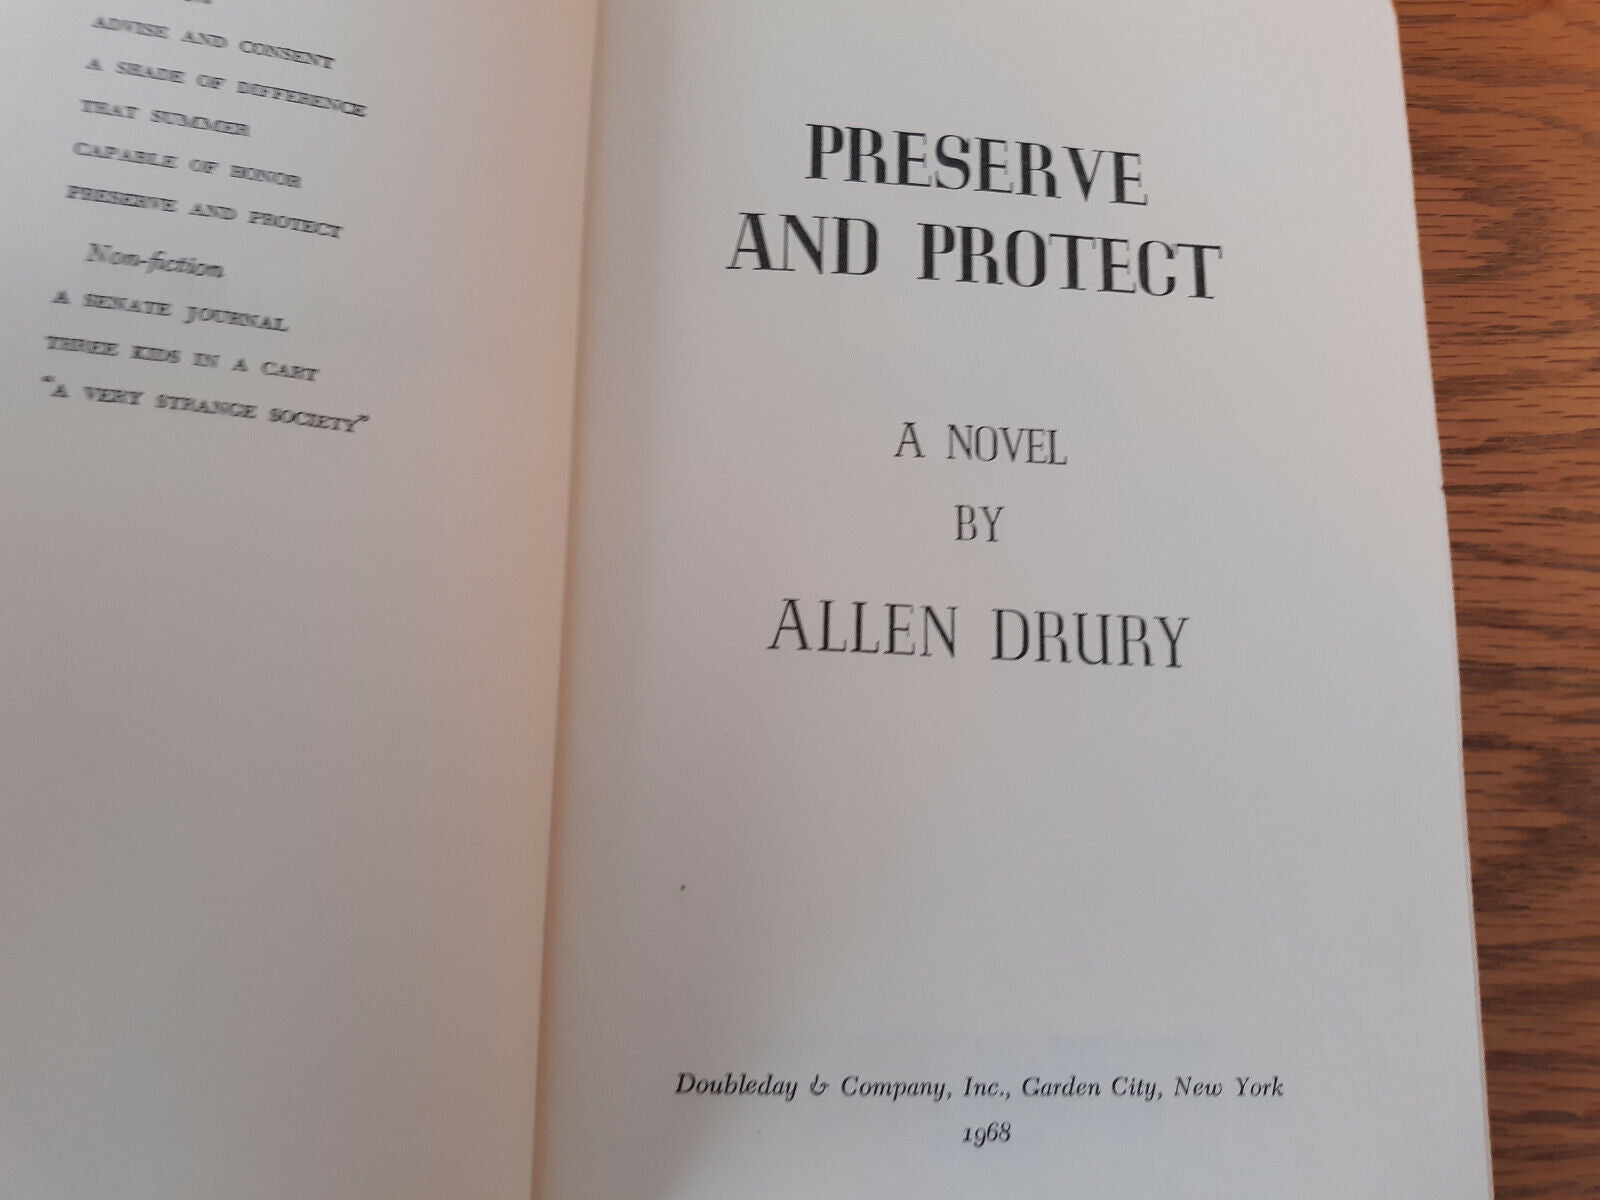 ADVISE AND CONSENT
A SHADE OF DIFFERENCE
THAT SUMMER
CAPABLE OF HONOR
PRESERVE AND PROTECT
Non-fiction
A SENATE JOURNAL
THREE KIDS IN A CART
“A VERY STRANGE SOCIETY”
PRESERVE
AND PROTECT
A NOVEL
BY
ALLEN DRURY
Doubleday & Company, Inc., Garden City, New York
1968